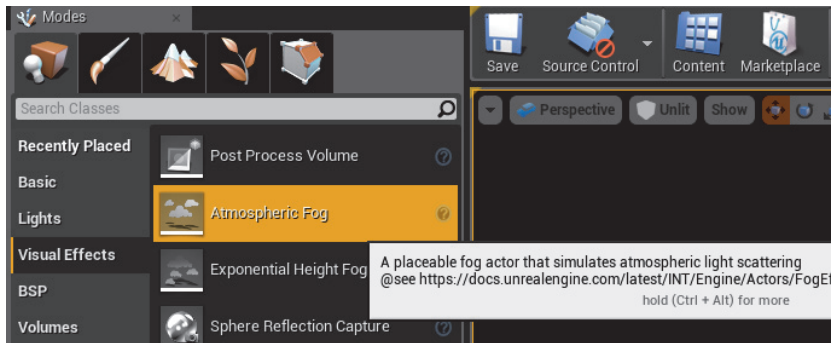 Modes
Save Source Control Content Marketplace
Search Classes
Perspective Unlit Show
Recently Placed
Basic
Lights
Visual Effects
BSP
Volumes
Post Process Volume
Atmospheric Fog
Exponential Height Fog
Sphere Reflection Capture
A placeable fog actor that simulates atmospheric light scattering
@see https://docs.unrealengine.com/latest/INT/Engine/Actors/FogEf
hold (Ctrl + Alt) for more